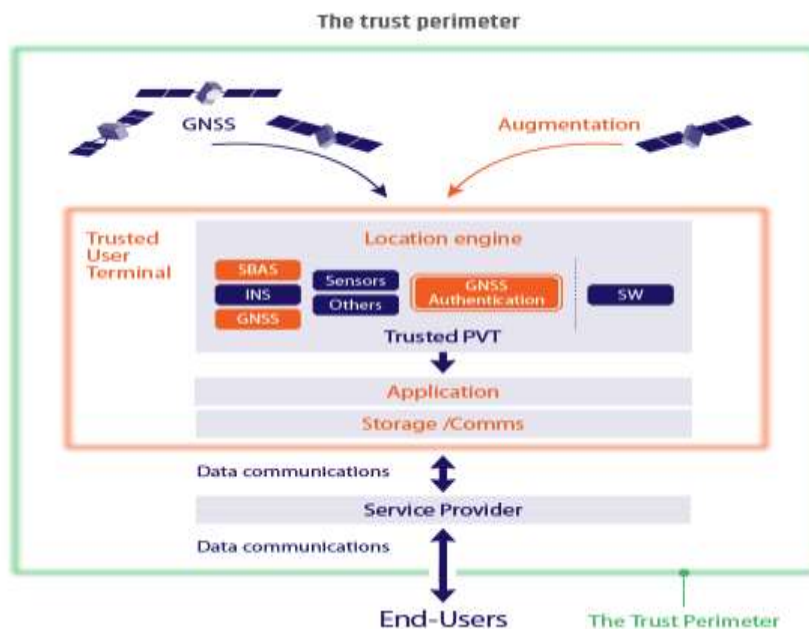 The trust perimeter
GNSS
Augmentation
Trusted
User
Terminal
Location engine
SBAS
INS
GNSS
Sensors
Others
GNSS
Authentication
SW
Trusted PVT
Application
Storage /Comms
Data communications
Service Provider
Data communications
End-Users
The Trust Perimeter